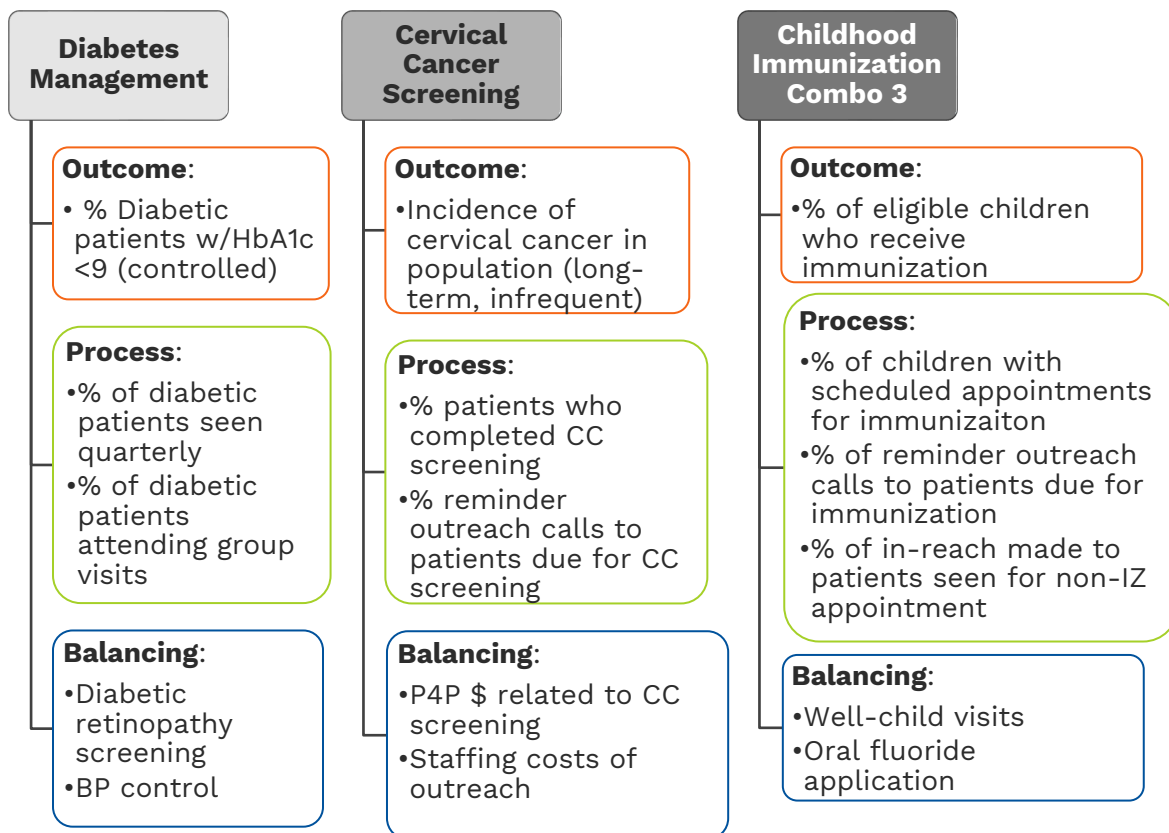 Diabetes
Management
Outcome:
• % Diabetic
patients w/HbA1c
<9 (controlled)
Process:
•% of diabetic
patients seen
quarterly
•% of diabetic
patients
attending group
visits
Balancing:
•Diabetic
retinopathy
screening
•BP control
Cervical
Cancer
Screening
Outcome:
•Incidence of
cervical cancer in
population (long-
term, infrequent)
Process:
•% patients who
completed CC
screening
•% reminder
outreach calls to
patients due for CC
screening
Balancing:
•P4P $ related to CC
screening
•Staffing costs of
outreach
Childhood
Immunization
Combo 3
Outcome:
•% of eligible children
who receive
immunization
Process:
•% of children with
scheduled appointments
for immunizaiton
•% of reminder outreach
calls to patients due for
immunization
•% of in-reach made to
patients seen for non-IZ
appointment
Balancing:
•Well-child visits
•Oral fluoride
application